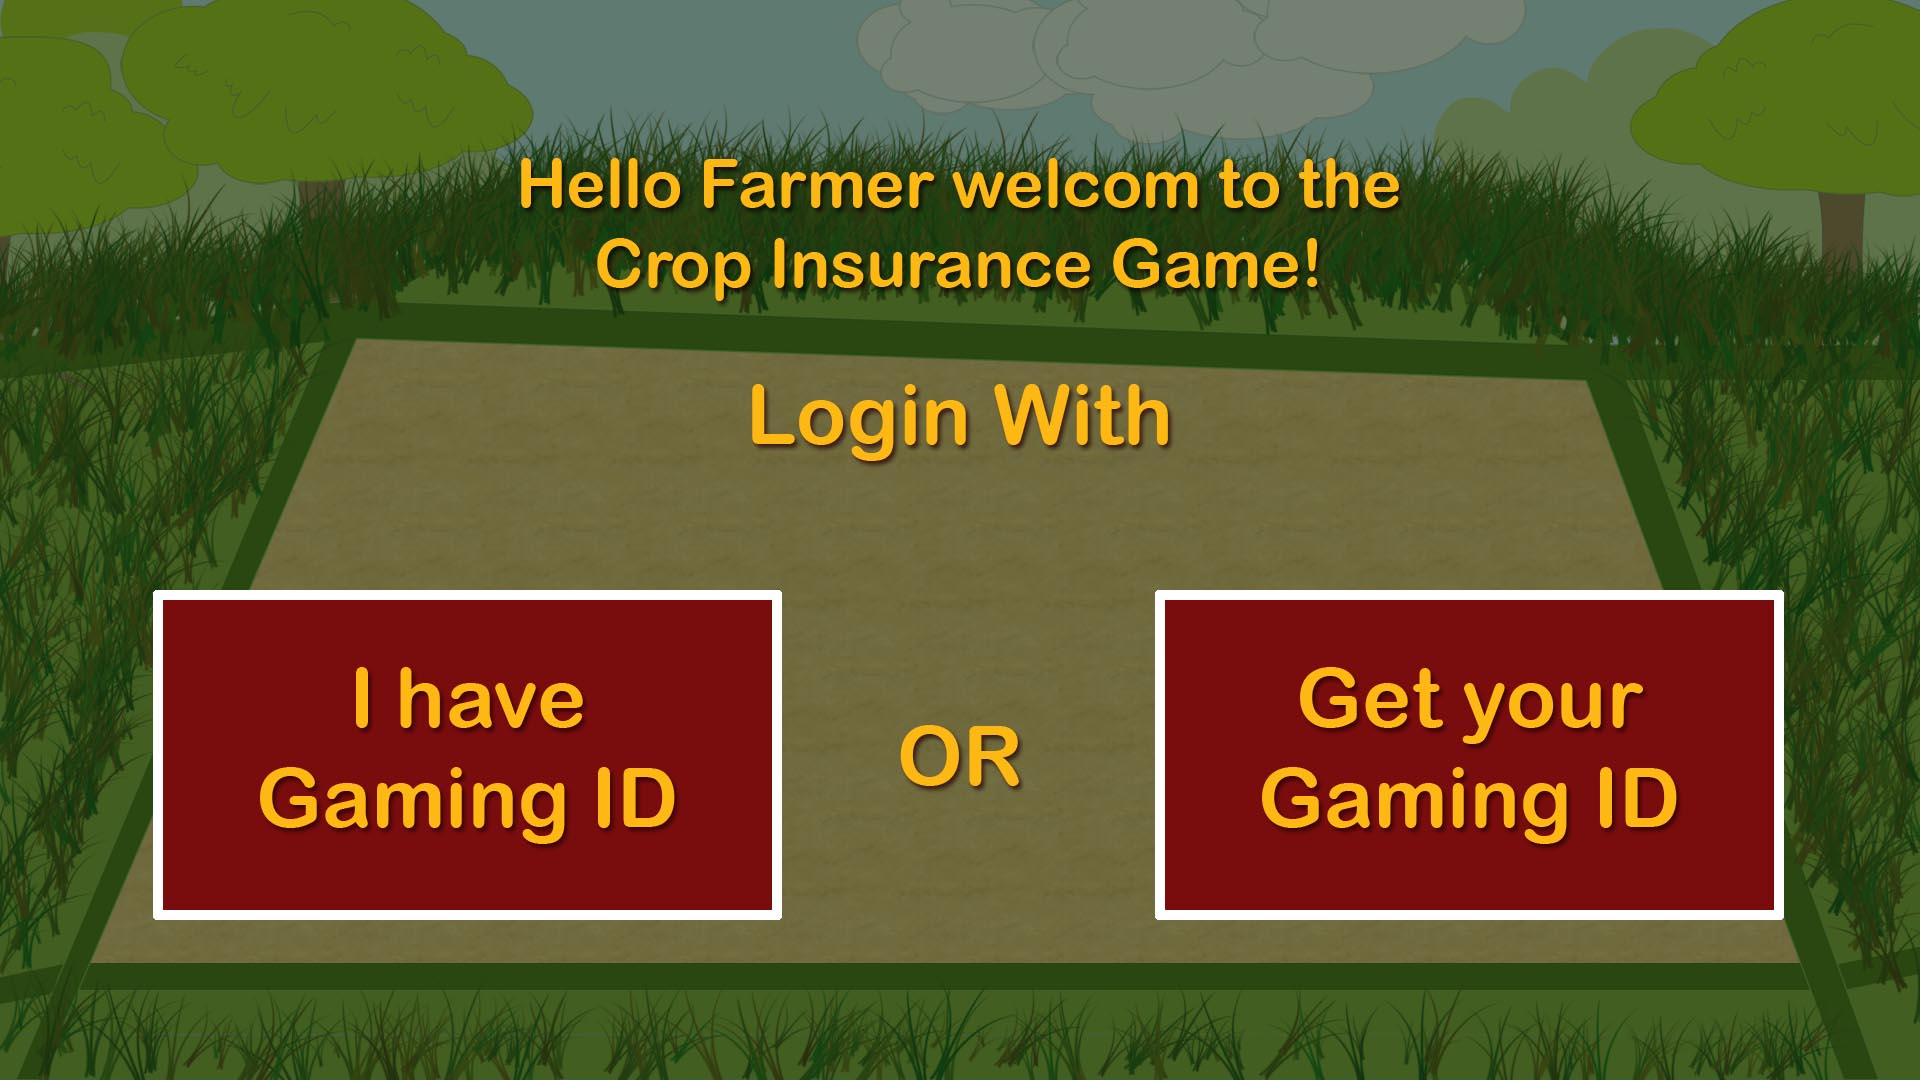 Hello Farmer welcom to the
Crop Insurance Game!
Login With
I have
Gaming ID
OR
Get your
Gaming ID